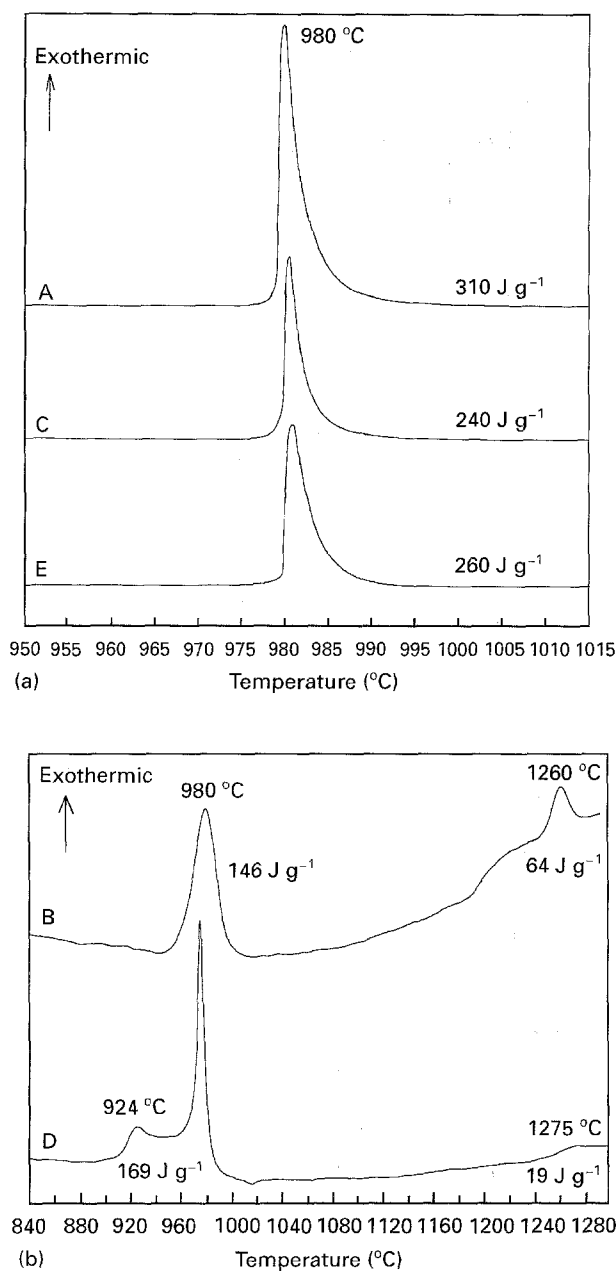 980 °C
Exothermic
A
310 J g⁻¹
C
240 J g⁻¹
E
260 J g⁻¹
950 955 960 965 970 975 980 985 990 995 1000 1005 1010 1015
(a) Temperature (°C)
Exothermic
980 °C
1260 °C
146 J g⁻¹
64 J g⁻¹
B
924 °C
D
1275 °C
169 J g⁻¹
19 J g⁻¹
840 880 920 960 1000 1040 1080 1120 1160 1200 1240 1280
(b) Temperature (°C)